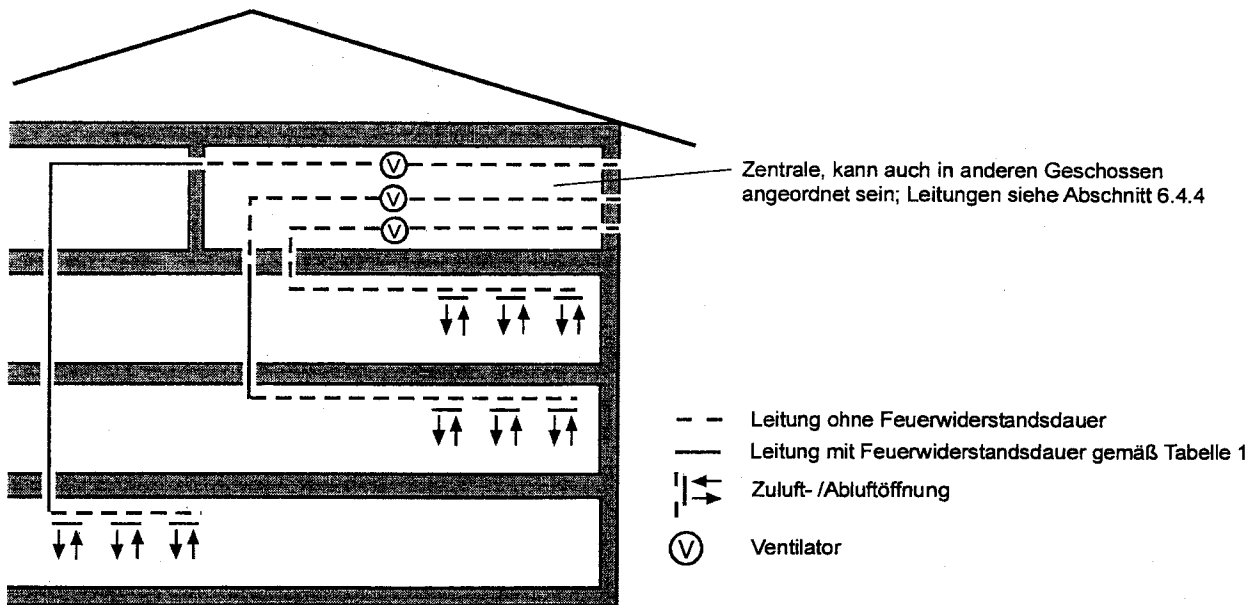 V
V
V
Zentrale, kann auch in anderen Geschossen
angeordnet sein; Leitungen siehe Abschnitt 6.4.4
Leitung ohne Feuerwiderstandsdauer
Leitung mit Feuerwiderstandsdauer gemäß Tabelle 1
Zuluft- /Abluftöffnung
V Ventilator